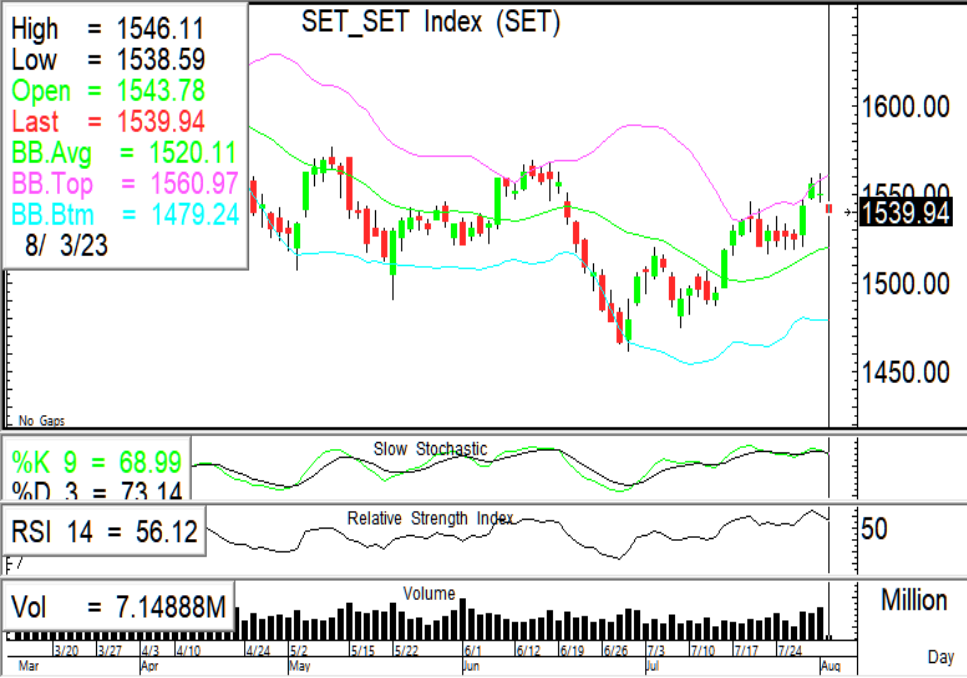 SET_SET Index (SET)
High = 1546.11
Low = 1538.59
Open = 1543.78
Last = 1539.94
BB.Avg = 1520.11
BB.Top = 1560.97
BB.Btm = 1479.24
8/ 3/23
1600.00
1550.00
1539.94
1500.00
1450.00
No Gaps
Slow Stochastic
%K 9 = 68.99
%D 3 = 73.14
Relative Strength Index
RSI 14 = 56.12
50
Volume
Vol = 7.14888M
Million
3/20 3/27 4/3 4/10 4/24 5/2 5/15 5/22 6/1 6/12 6/19 6/26 7/3 7/10 7/17 7/24
Mar Apr May Jun Jul Aug
Day